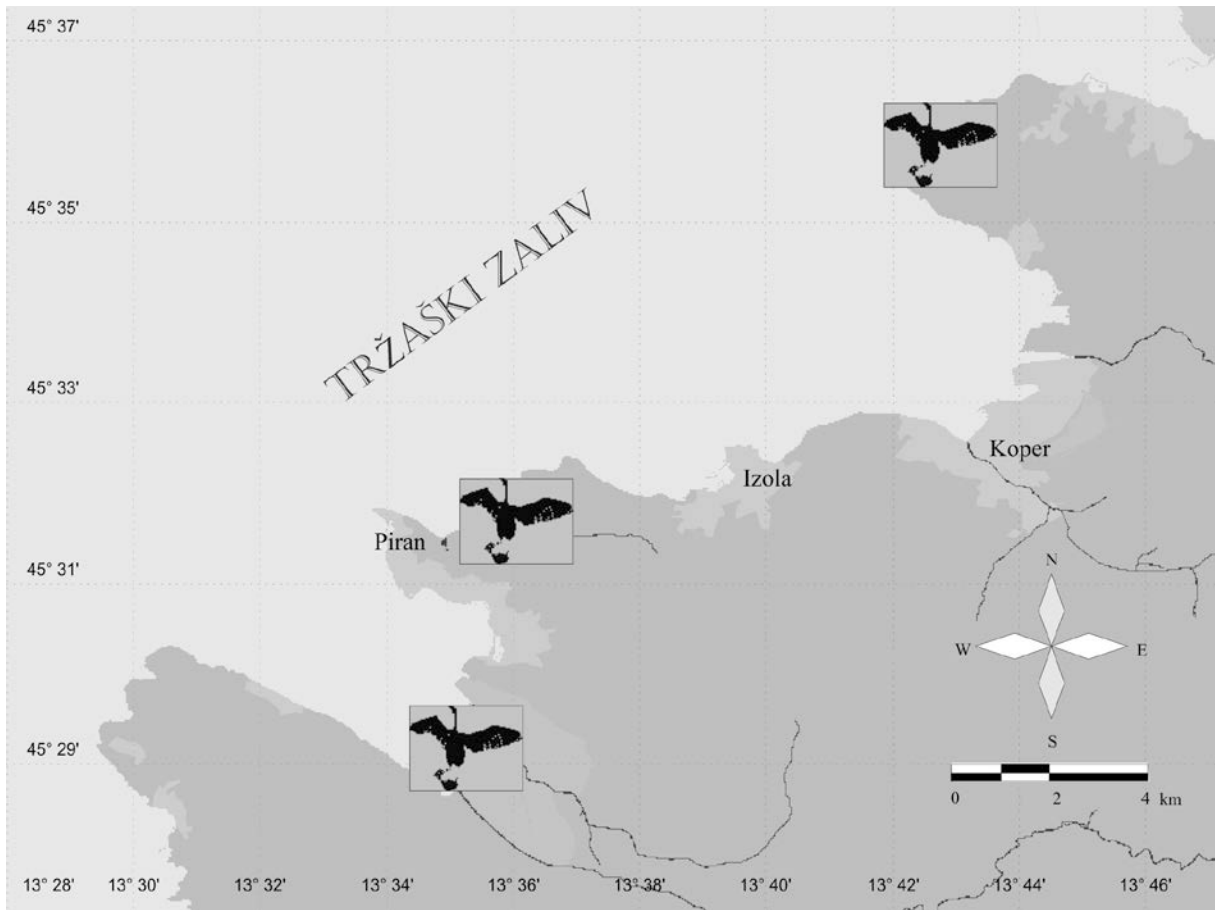 45° 37'
45° 35'
TRŽAŠKI ZALIV
45° 33'
Koper
Izola
Piran
45° 31'
N
W E
S
45° 29'
0 2 4 km
13° 28' 13° 30' 13° 32' 13° 34' 13° 36' 13° 38' 13° 40' 13° 42' 13° 44' 13° 46'